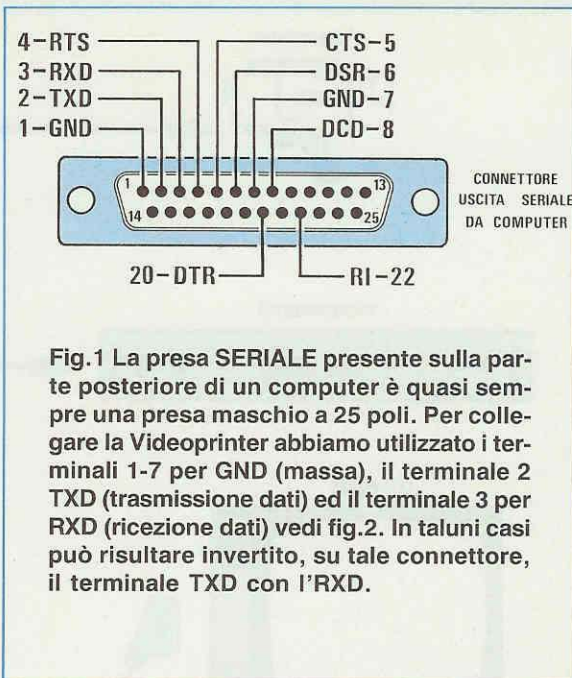 4-RTS
3-RXD
2-TXD
1-GND
CTS-5
DSR-6
GND-7
DCD-8
1
13
14
25
CONNETTORE
USCITA SERIALE
DA COMPUTER
20-DTR
RI-22
Fig.1 La presa SERIALE presente sulla par-
te posteriore di un computer è quasi sem-
pre una presa maschio a 25 poli. Per colle-
gare la Videoprinter abbiamo utilizzato i ter-
minali 1-7 per GND (massa), il terminale 2
TXD (trasmissione dati) ed il terminale 3 per
RXD (ricezione dati) vedi fig.2. In taluni casi
può risultare invertito, su tale connettore,
il terminale TXD con l'RXD.